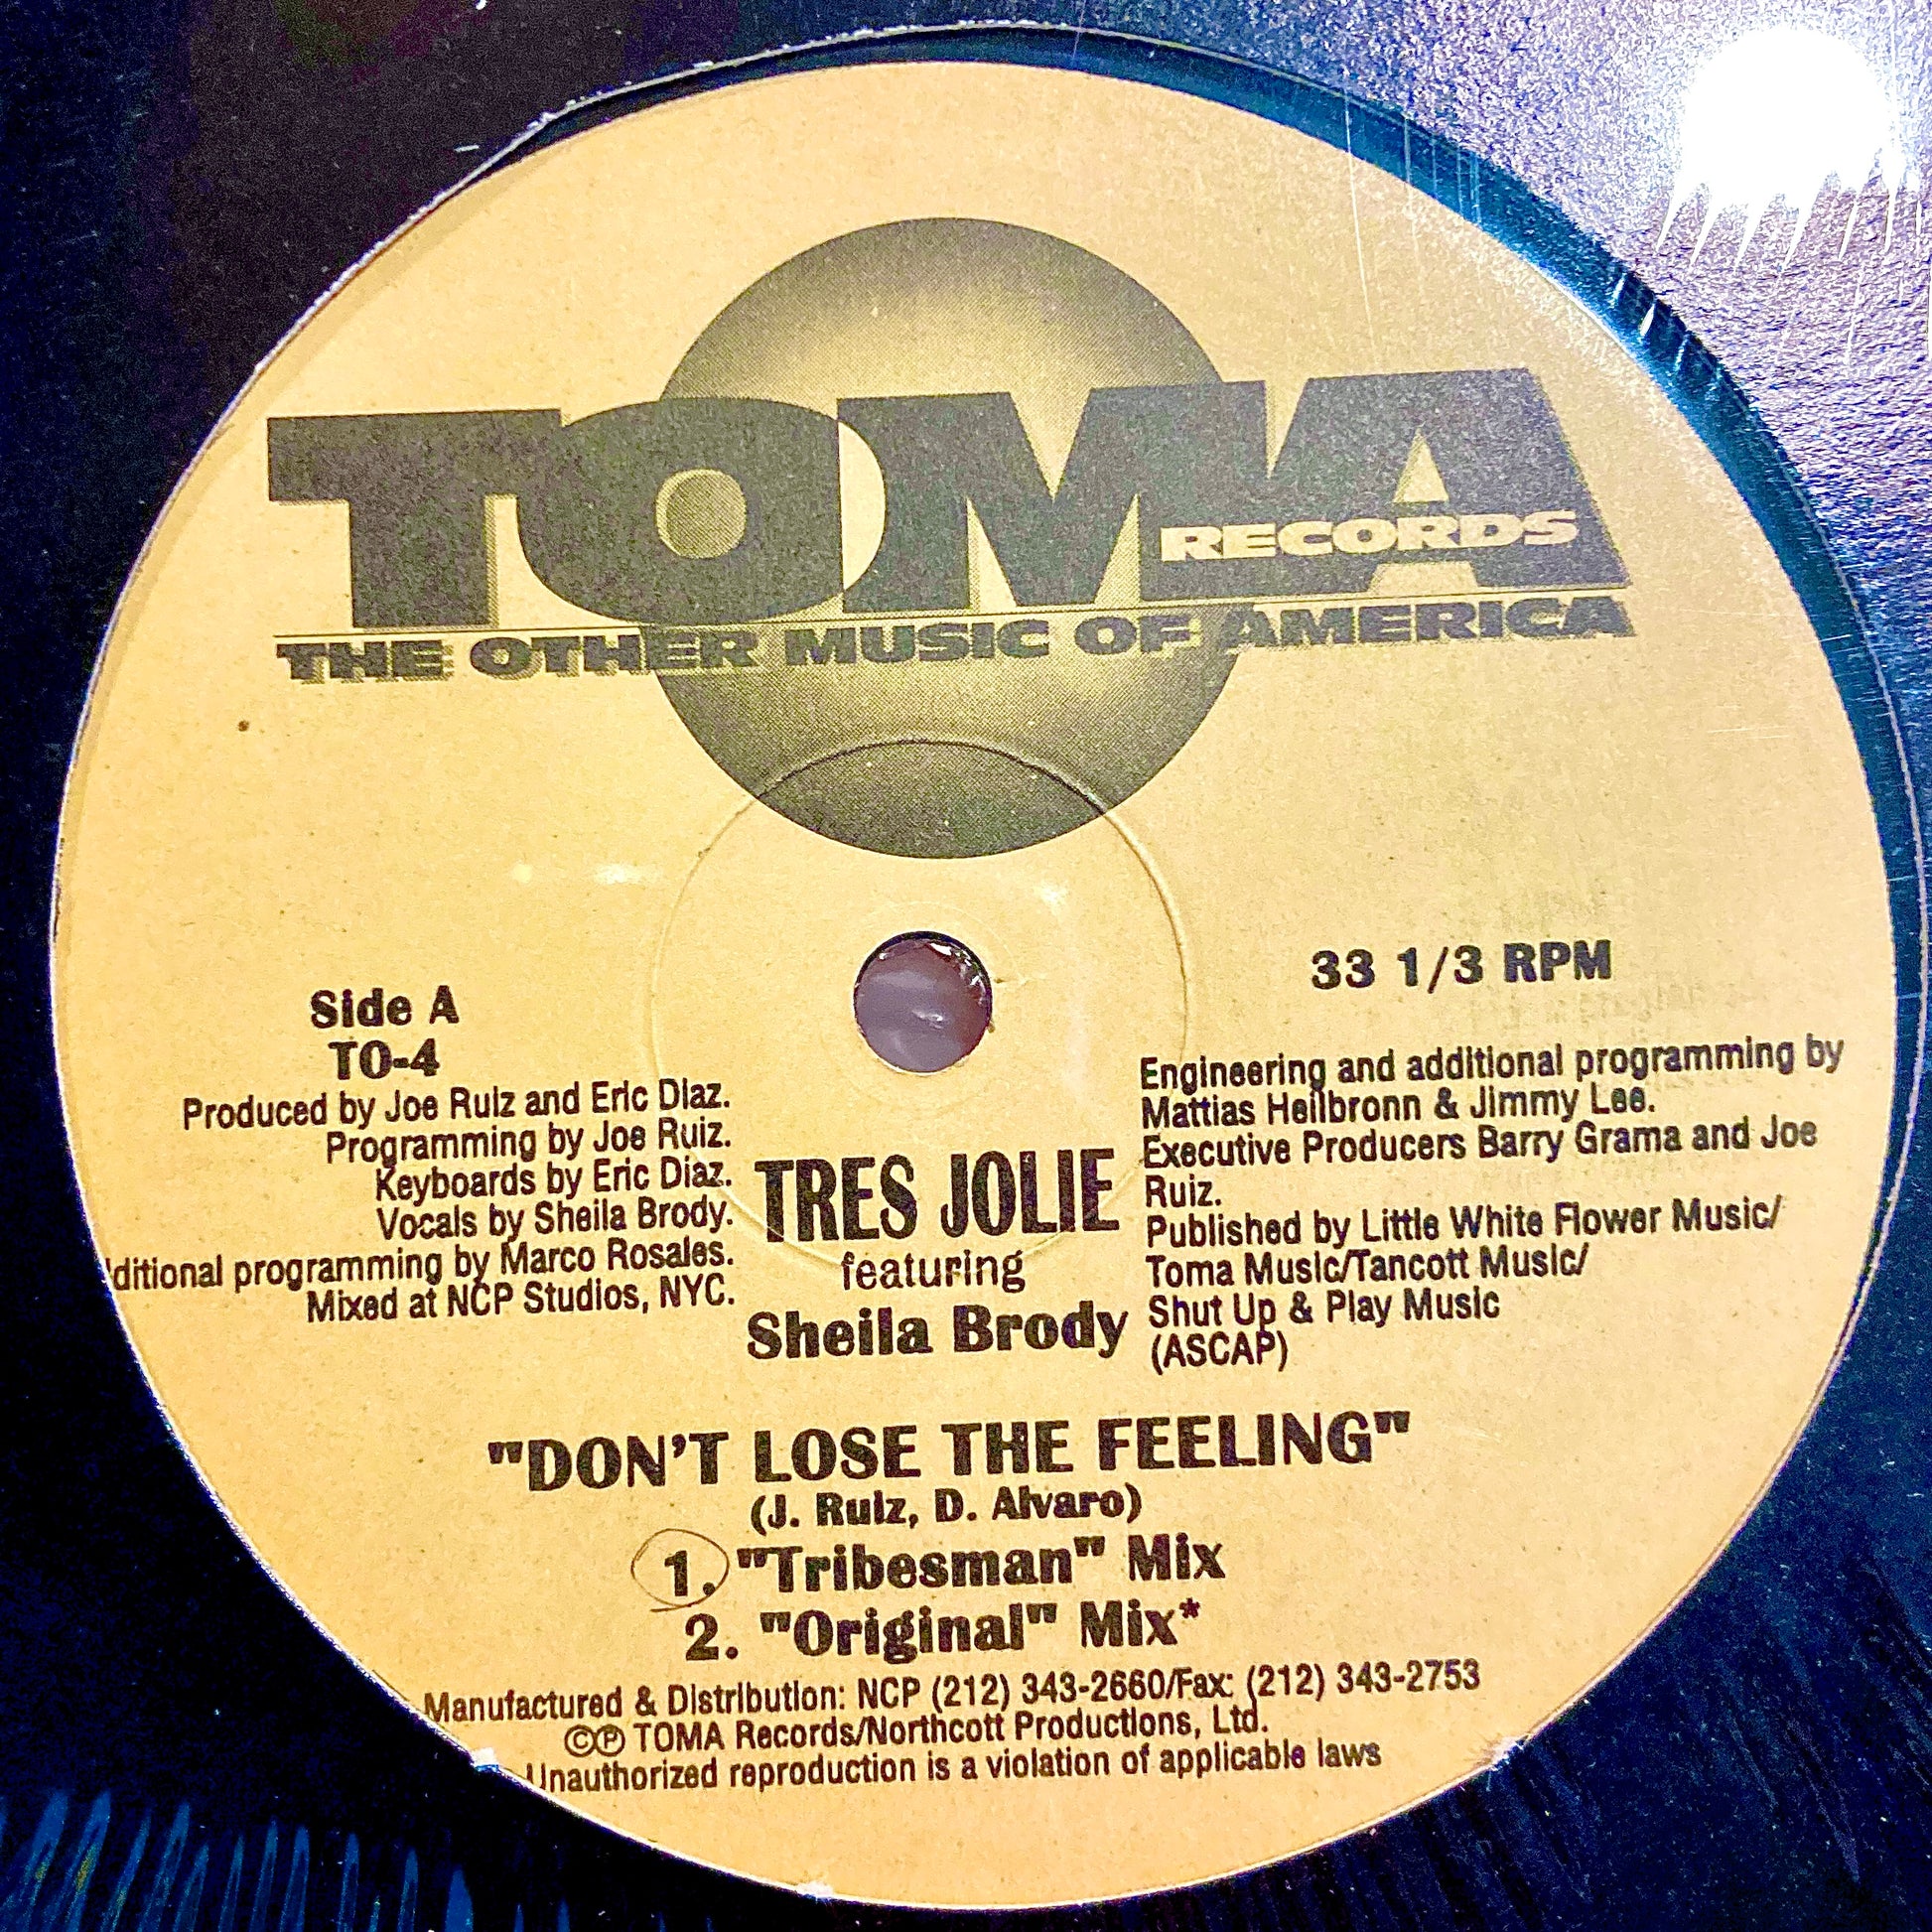 TOMA
RECORDS
THE OTHER MUSIC OF AMERICA
33 1/3 RPM
Side A
TO-4
Produced by Joe Ruiz and Eric Diaz.
Programming by Joe Ruiz.
Keyboards by Eric Diaz.
Vocals by Sheila Brody.
ditional programming by Marco Rosales.
Mixed at NCP Studios, NYC.
TRES JOLIE
featuring
Sheila Brody
Engineering and additional programming by
Mattias Heilbronn & Jimmy Lee.
Executive Producers Barry Grama and Joe
Ruiz.
Published by Little White Flower Music/
Toma Music/Tancott Music/
Shut Up & Play Music
(ASCAP)
"DON'T LOSE THE FEELING"
(J. Ruiz, D. Alvaro)
1. "Tribesman" Mix
2. "Original" Mix*
Manufactured & Distribution: NCP (212) 343-2660/Fax: (212) 343-2753
©℗ TOMA Records/Northcott Productions, Ltd.
Unauthorized reproduction is a violation of applicable laws